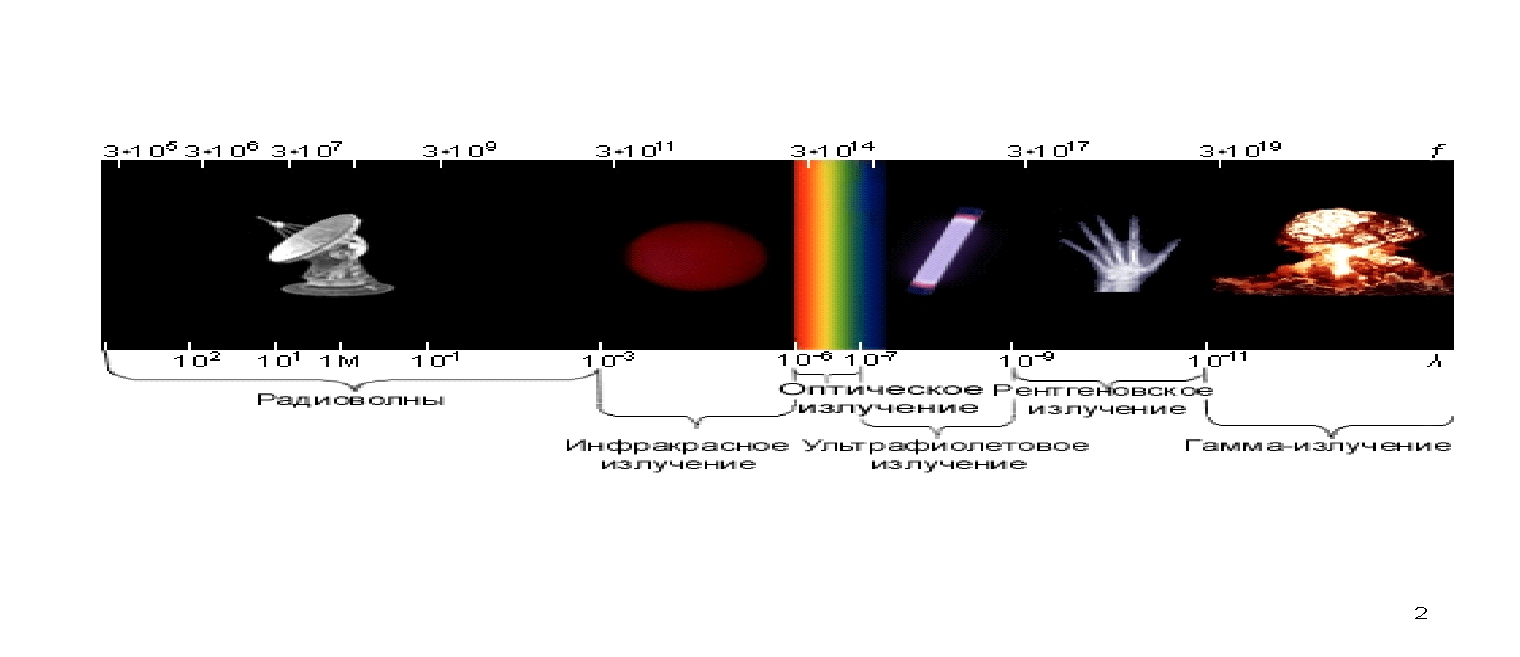 3·10⁵ 3·10⁶ 3·10⁷ 3·10⁹ 3·10¹¹ 3·10¹⁴ 3·10¹⁷ 3·10¹⁹ f
10² 10¹ 1м 10⁻¹ 10⁻³ 10⁻⁶ 10⁻⁷ 10⁻⁹ 10⁻¹¹ λ
Радиоволны
Оптическое
излучение
Рентгеновское
излучение
Инфракрасное
излучение
Ультрафиолетовое
излучение
Гамма-излучение
2